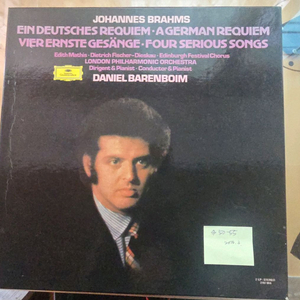 JOHANNES BRAHMS
EIN DEUTSCHES REQUIEM · A GERMAN REQUIEM
VIER ERNSTE GESÄNGE · FOUR SERIOUS SONGS
Edith Mathis · Dietrich Fischer-Dieskau · Edinburgh Festival Chorus
LONDON PHILHARMONIC ORCHESTRA
Dirigent & Pianist · Conductor & Pianist
DANIEL BARENBOIM
STEREO